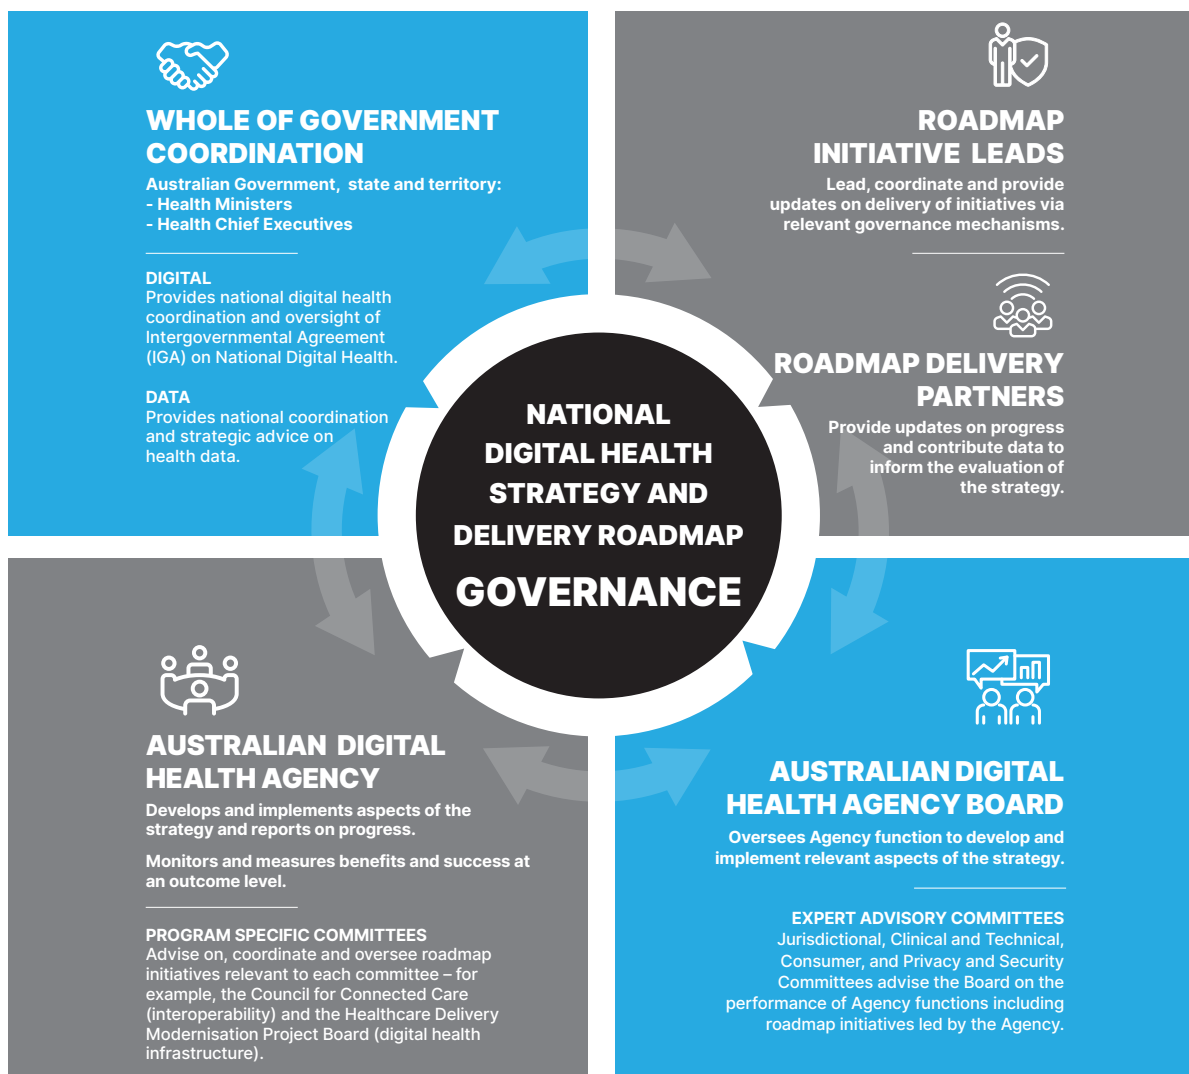 WHOLE OF GOVERNMENT
COORDINATION
Australian Government, state and territory:
- Health Ministers
- Health Chief Executives
DIGITAL
Provides national digital health
coordination and oversight of
Intergovernmental Agreement
(IGA) on National Digital Health.
DATA
Provides national coordination
and strategic advice on
health data.
ROADMAP
INITIATIVE LEADS
Lead, coordinate and provide
updates on delivery of initiatives via
relevant governance mechanisms.
ROADMAP DELIVERY
PARTNERS
Provide updates on progress
and contribute data to
inform the evaluation of
the strategy.
NATIONAL
DIGITAL HEALTH
STRATEGY AND
DELIVERY ROADMAP
GOVERNANCE
AUSTRALIAN DIGITAL
HEALTH AGENCY
Develops and implements aspects of the
strategy and reports on progress.
Monitors and measures benefits and success at
an outcome level.
PROGRAM SPECIFIC COMMITTEES
Advise on, coordinate and oversee roadmap
initiatives relevant to each committee – for
example, the Council for Connected Care
(interoperability) and the Healthcare Delivery
Modernisation Project Board (digital health
infrastructure).
AUSTRALIAN DIGITAL
HEALTH AGENCY BOARD
Oversees Agency function to develop and
implement relevant aspects of the strategy.
EXPERT ADVISORY COMMITTEES
Jurisdictional, Clinical and Technical,
Consumer, and Privacy and Security
Committees advise the Board on the
performance of Agency functions including
roadmap initiatives led by the Agency.